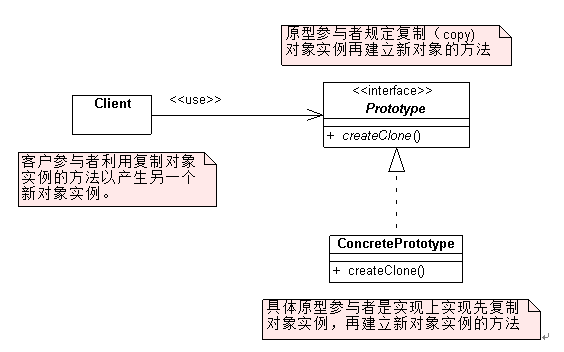 原型参与者规定复制（copy)
对象实例再建立新对象的方法
<<interface>>
Prototype
+ createClone()
Client
<<use>>
客户参与者利用复制对象
实例的方法以产生另一个
新对象实例。
ConcretePrototype
+ createClone()
具体原型参与者是实现上实现先复制
对象实例，再建立新对象实例的方法